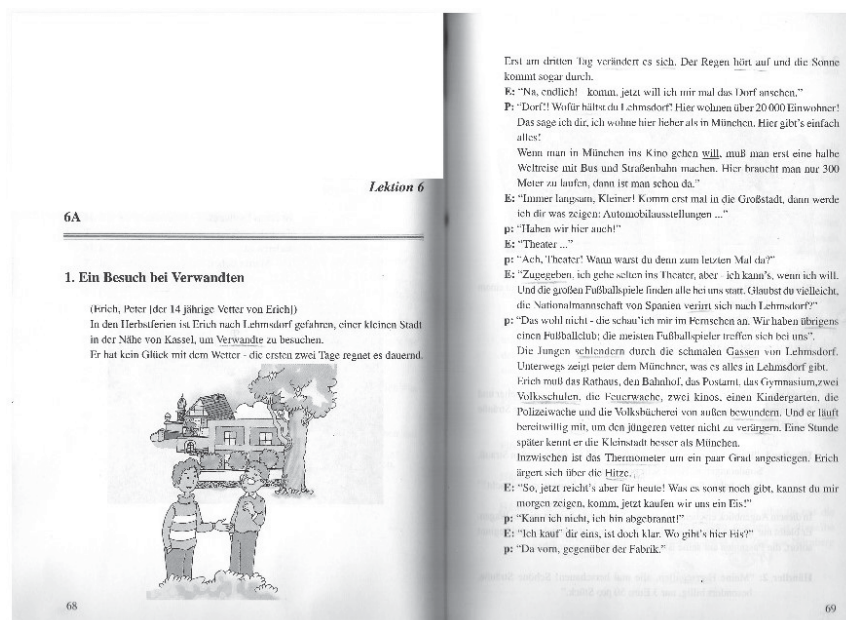 Lektion 6
6A
1. Ein Besuch bei Verwandten
(Erich, Peter [der 14 jährige Vetter von Erich])
In den Herbstferien ist Erich nach Lehmsdorf gefahren, einer kleinen Stadt
in der Nähe von Kassel, um Verwandte zu besuchen.
Er hat kein Glück mit dem Wetter - die ersten zwei Tage regnet es dauernd.
68
Erst am dritten Tag verändert es sich. Der Regen hört auf und die Sonne
kommt sogar durch.
E: "Na, endlich! komm, jetzt will ich mir mal das Dorf ansehen."
P: "Dorf!! Wofür hältst du Lehmsdorf? Hier wohnen über 20 000 Einwohner!
Das sage ich dir, ich wohne hier lieber als in München. Hier gibt's einfach
alles!
Wenn man in München ins Kino gehen will, muß man erst eine halbe
Weltreise mit Bus und Straßenbahn machen. Hier braucht man nur 300
Meter zu laufen, dann ist man schon da."
E: "Immer langsam, Kleiner! Komm erst mal in die Großstadt, dann werde
ich dir was zeigen: Automobilausstellungen ..."
p: "Haben wir hier auch!"
E: "Theater ..."
p: "Ach, Theater! Wann warst du denn zum letzten Mal da?"
E: "Zugegeben, ich gehe selten ins Theater, aber - ich kann's, wenn ich will.
Und die großen Fußballspiele finden alle bei uns statt. Glaubst du vielleicht,
die Nationalmannschaft von Spanien verirrt sich nach Lehmsdorf?"
p: "Das wohl nicht - die schau'ich mir im Fernsehen an. Wir haben übrigens
einen Fußballclub; die meisten Fußballspieler treffen sich bei uns".
Die Jungen schlendern durch die schmalen Gassen von Lehmsdorf.
Unterwegs zeigt peter dem Münchner, was es alles in Lehmsdorf gibt.
Erich muß das Rathaus, den Bahnhof, das Postamt, das Gymnasium,zwei
Volksschulen, die Feuerwache, zwei kinos, einen Kindergarten, die
Polizeiwache und die Volksbücherei von außen bewundern. Und er läuft
bereitwillig mit, um den jüngeren vetter nicht zu verärgern. Eine Stunde
später kennt er die Kleinstadt besser als München.
Inzwischen ist das Thermometer um ein paar Grad angestiegen. Erich
ärgert sich über die Hitze.
E: "So, jetzt reicht's aber für heute! Was es sonst noch gibt, kannst du mir
morgen zeigen, komm, jetzt kaufen wir uns ein Eis!"
p: "Kann ich nicht, ich bin abgebrannt!"
E: "Ich kauf' dir eins, ist doch klar. Wo gibt's hier Eis?"
p: "Da vorn, gegenüber der Fabrik."
69